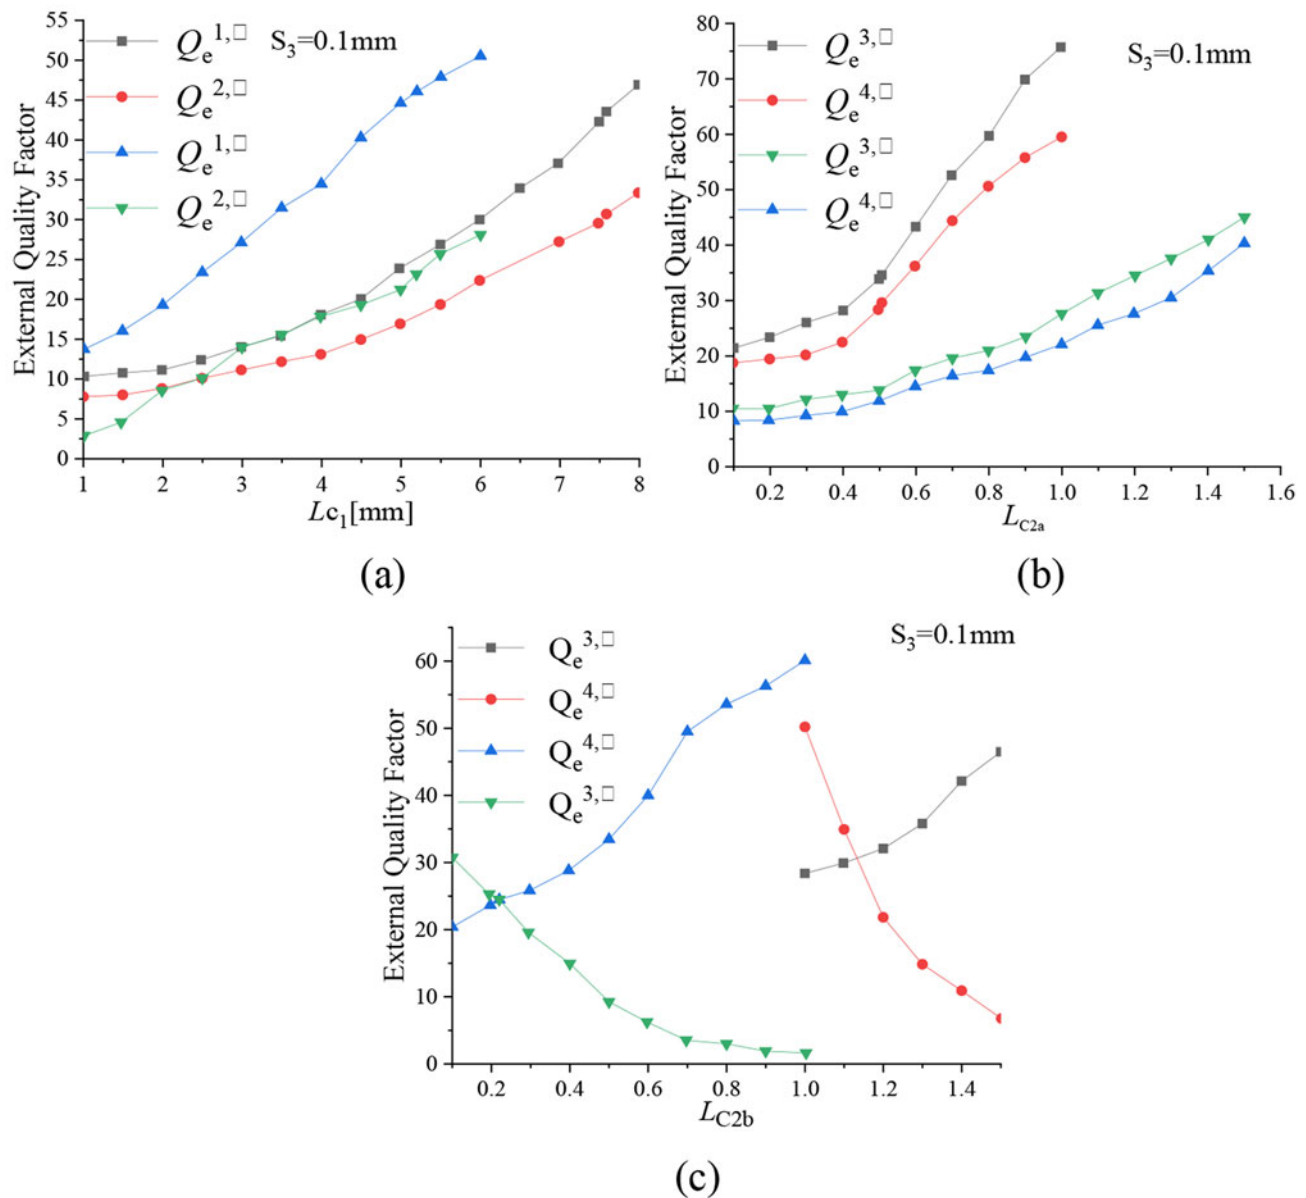 55
50
45
40
35
30
25
20
15
10
5
0
External Quality Factor
Qe1,□
Qe2,□
Qe1,□
Qe2,□
S3=0.1mm
1 2 3 4 5 6 7 8
Lc1[mm]
(a)
80
70
60
50
40
30
20
10
0
External Quality Factor
Qe3,□
Qe4,□
Qe3,□
Qe4,□
S3=0.1mm
0.2 0.4 0.6 0.8 1.0 1.2 1.4 1.6
LC2a
(b)
60
50
40
30
20
10
0
External Quality Factor
Qe3,□
Qe4,□
Qe4,□
Qe3,□
S3=0.1mm
0.2 0.4 0.6 0.8 1.0 1.2 1.4
LC2b
(c)